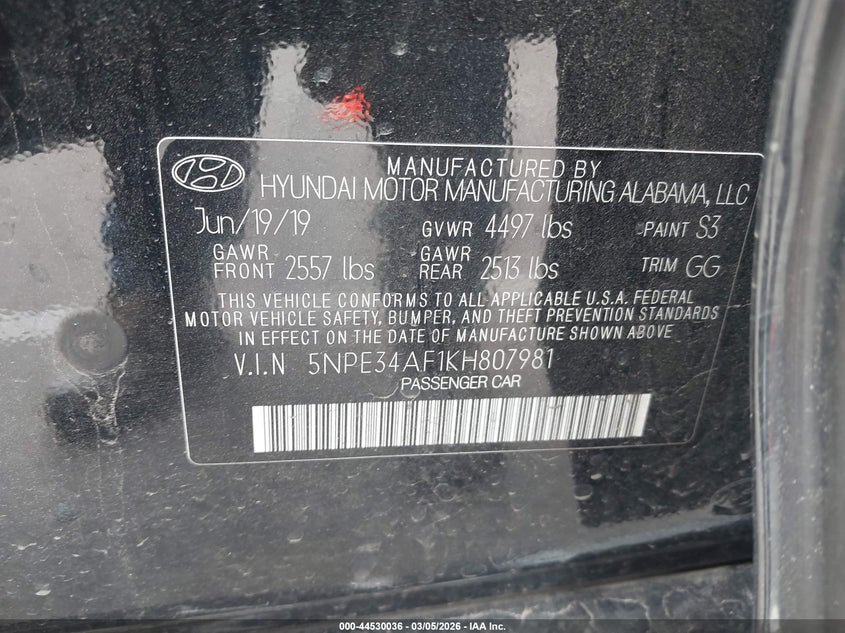 MANUFACTURED BY
HYUNDAI MOTOR MANUFACTURING ALABAMA, LLC
Jun/19/19 GVWR 4497 lbs PAINT S3
GAWR FRONT 2557 lbs GAWR REAR 2513 lbs TRIM GG
THIS VEHICLE CONFORMS TO ALL APPLICABLE U.S.A. FEDERAL
MOTOR VEHICLE SAFETY, BUMPER, AND THEFT PREVENTION STANDARDS
IN EFFECT ON THE DATE OF MANUFACTURE SHOWN ABOVE
V.I.N 5NPE34AF1KH807981
PASSENGER CAR
000-44530036 - 03/05/2026 - IAA Inc.